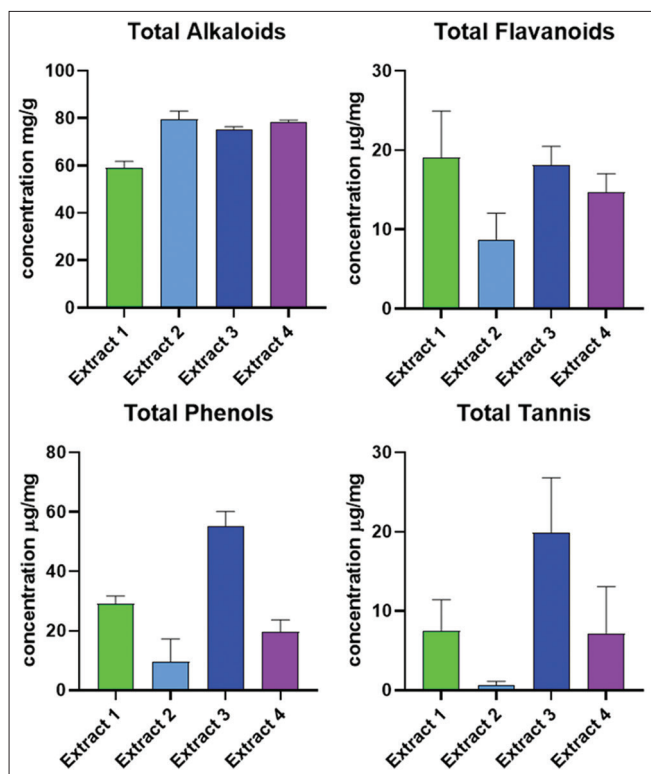 Total Alkaloids
concentration mg/g
100
80
60
40
20
0
Extract 1
Extract 2
Extract 3
Extract 4
Total Flavanoids
concentration µg/mg
30
20
10
0
Extract 1
Extract 2
Extract 3
Extract 4
Total Phenols
concentration µg/mg
80
60
40
20
0
Extract 1
Extract 2
Extract 3
Extract 4
Total Tannis
concentration µg/mg
30
20
10
0
Extract 1
Extract 2
Extract 3
Extract 4